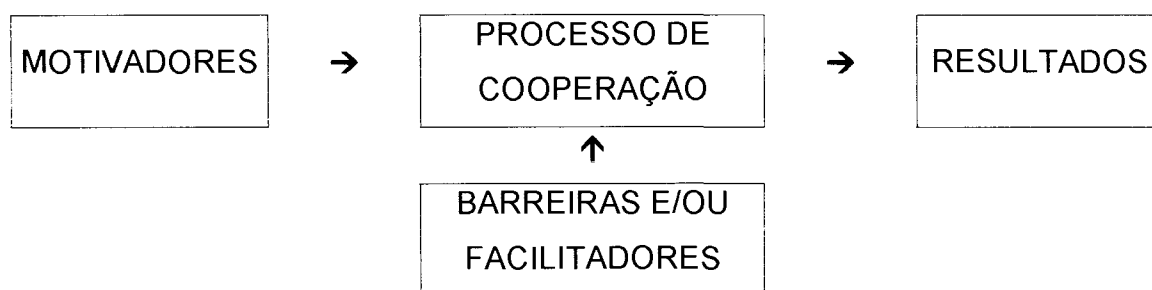 MOTIVADORES
→
PROCESSO DE
COOPERAÇÃO
→
RESULTADOS
↑
BARREIRAS E/OU
FACILITADORES